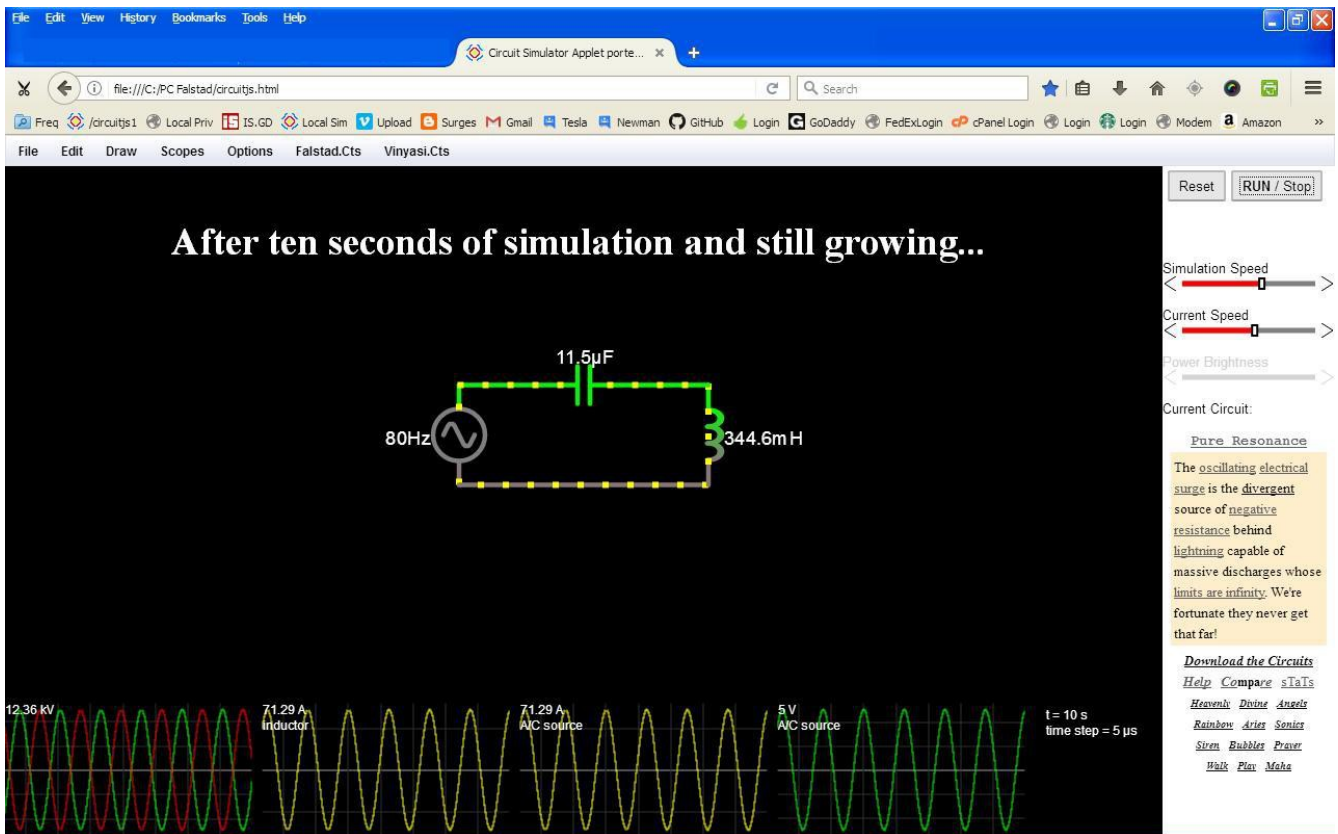 File Edit View History Bookmarks Tools Help
Circuit Simulator Applet porte...
file:///C:/PC Falstad/circuitjs.html
Search
Freq /circuitjs1 Local Priv IS.GD Local Sim Upload Surges Gmail Tesla Newman GitHub Login GoDaddy FedExLogin cPanel Login Login Login Modem Amazon »
File Edit Draw Scopes Options Falstad.Cts Vinyasi.Cts
Reset RUN / Stop
After ten seconds of simulation and still growing...
Simulation Speed
Current Speed
Power Brightness
11.5µF
80Hz
344.6m H
Current Circuit:
Pure Resonance
The oscillating electrical
surge is the divergent
source of negative
resistance behind
lightning capable of
massive discharges whose
limits are infinity. We're
fortunate they never get
that far!
Download the Circuits
Help Compare sTaTs
Heavenly Divine Angels
Rainbow Aries Sonics
Siren Bubbles Prayer
Walk Play Maha
12.36 kV
71.29 A
Inductor
71.29 A
A/C source
5 V
A/C source
t = 10 s
time step = 5 µs